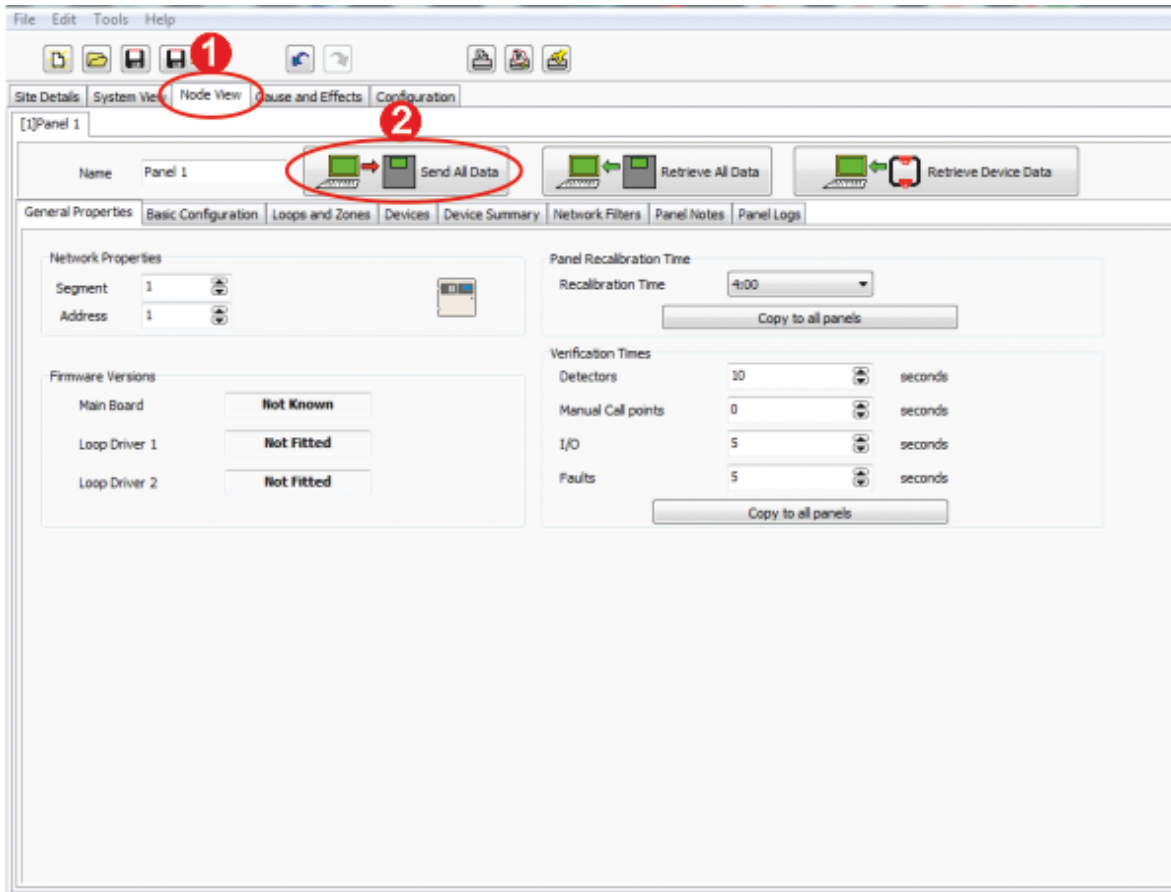 File Edit Tools Help
1
Site Details System View Node View Cause and Effects Configuration
[1]Panel 1
2
Name Panel 1 Send All Data Retrieve All Data Retrieve Device Data
General Properties Basic Configuration Loops and Zones Devices Device Summary Network Filters Panel Notes Panel Logs
Network Properties
Segment 1
Address 1
Panel Recalibration Time
Recalibration Time 4:00
Copy to all panels
Firmware Versions
Main Board Not Known
Loop Driver 1 Not Fitted
Loop Driver 2 Not Fitted
Verification Times
Detectors 10 seconds
Manual Call points 0 seconds
I/O 5 seconds
Faults 5 seconds
Copy to all panels